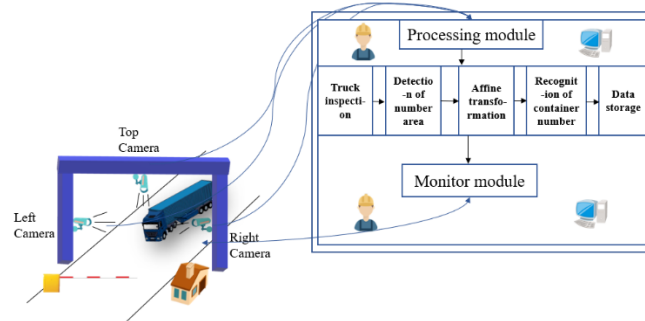 Processing module
Truck
inspecti-
on
Detectio
-n of
number
area
Affine
transfo-
rmation
Recognit
-ion of
container
number
Data
storage
Monitor module
Top
Camera
Left
Camera
Right
Camera